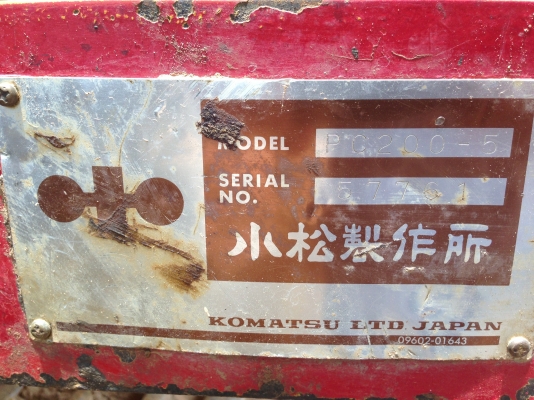 MODEL PC200-5
SERIAL
NO.
小松製作所
KOMATSU LTD. JAPAN
09602-01643